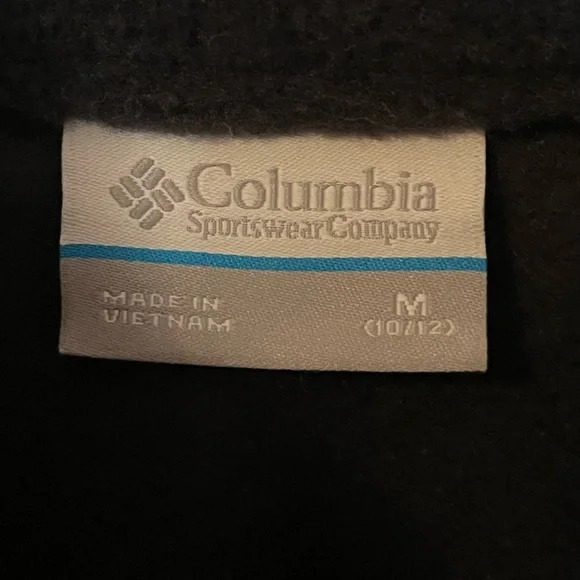 Columbia
Sportswear Company
MADE IN
VIETNAM
M
(10/12)